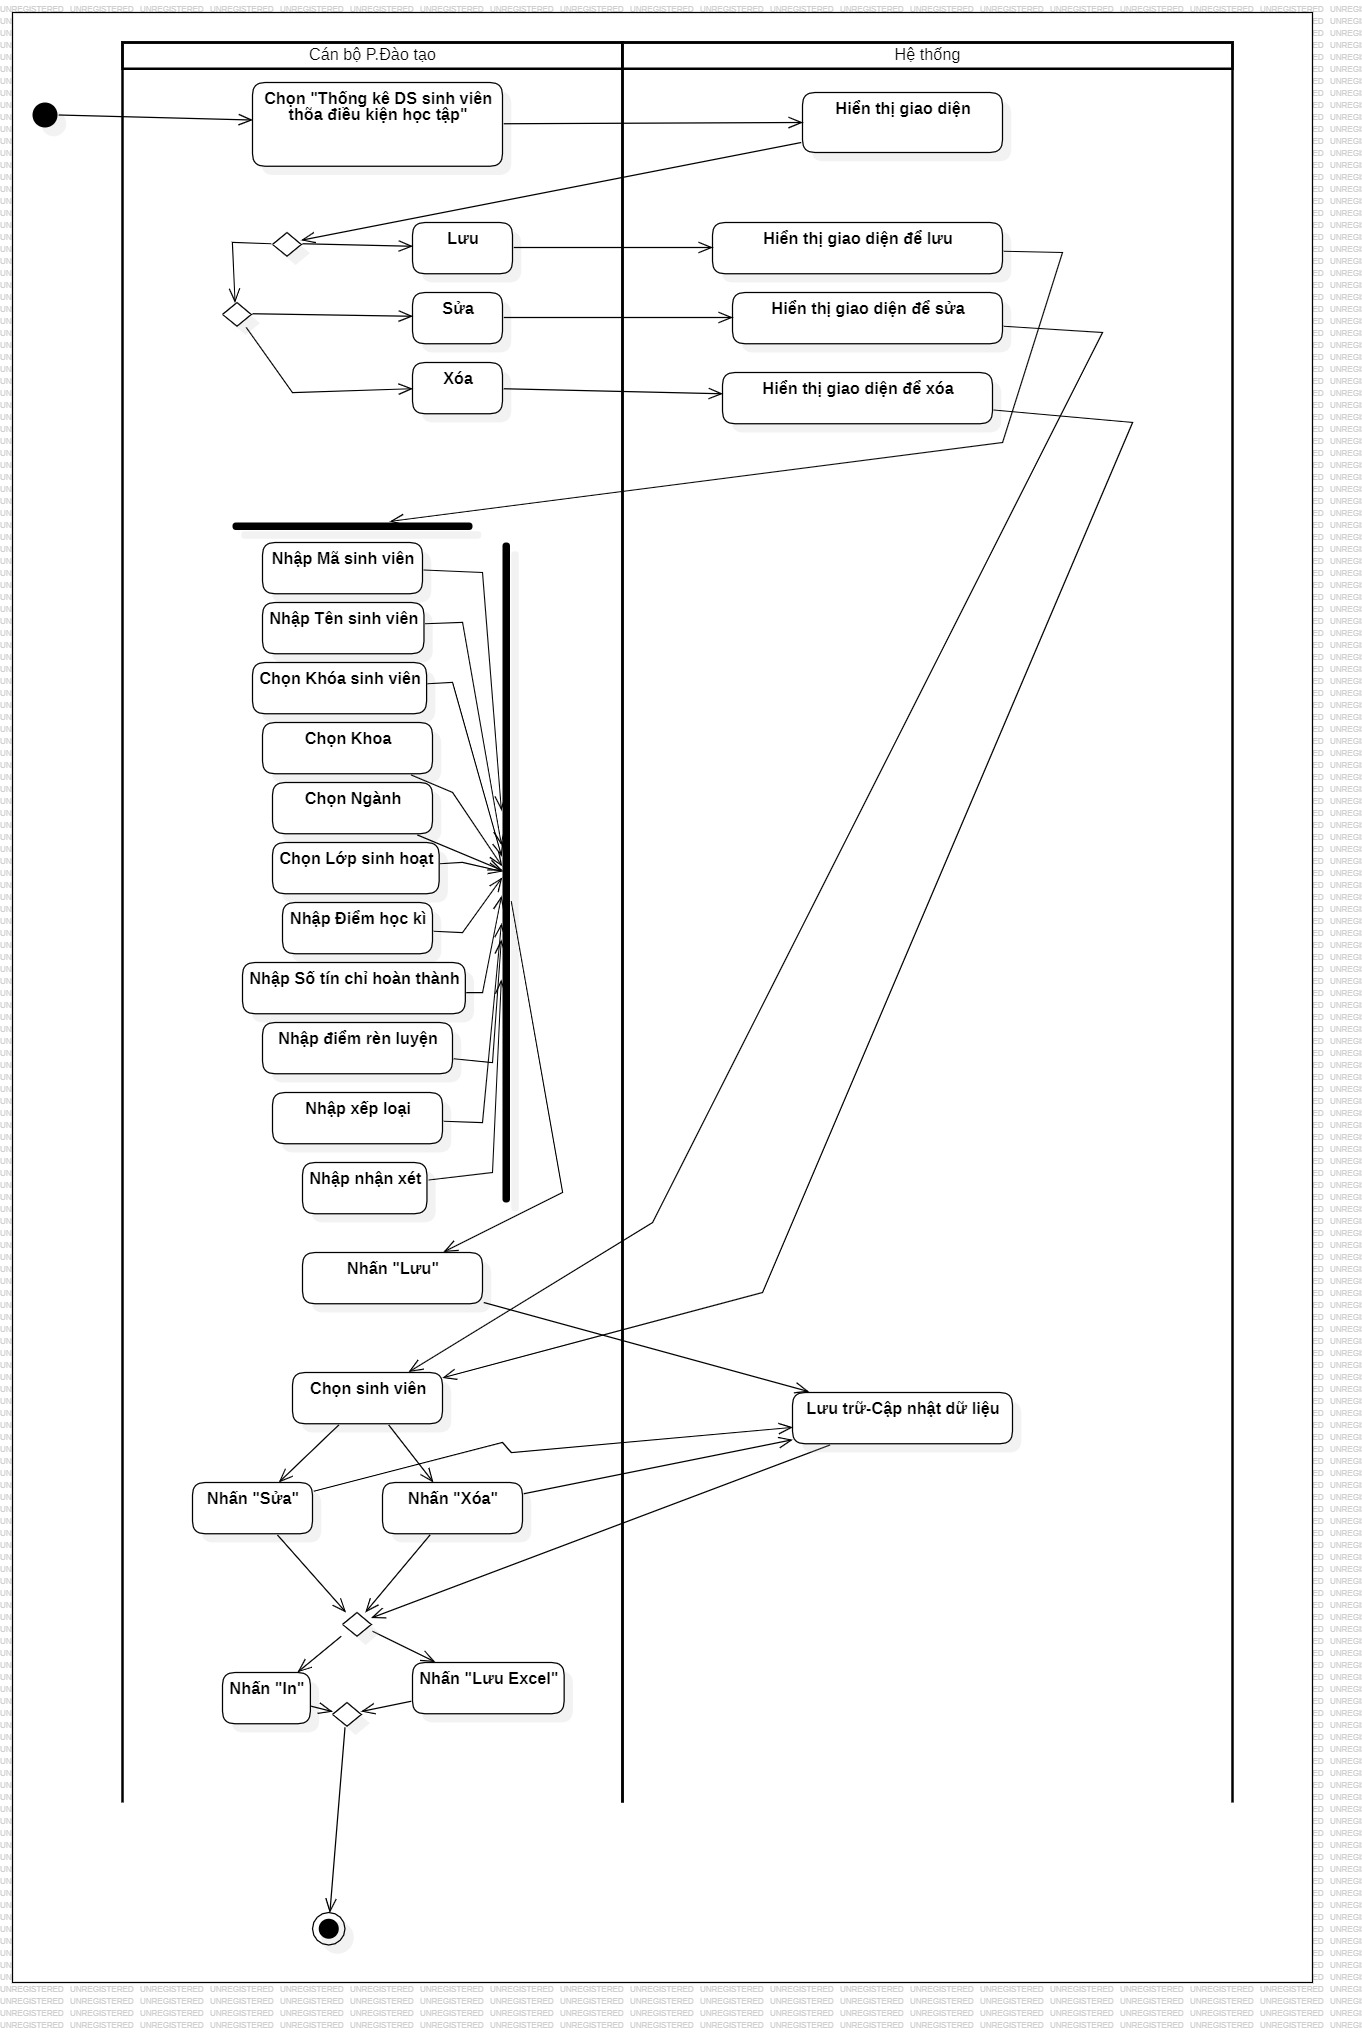 Cán bộ P.Đào tạo
Hệ thống
Chọn "Thống kê DS sinh viên
thõa điều kiện học tập"
Hiển thị giao diện
Lưu
Hiển thị giao diện để lưu
Sửa
Hiển thị giao diện để sửa
Xóa
Hiển thị giao diện để xóa
Nhập Mã sinh viên
Nhập Tên sinh viên
Chọn Khóa sinh viên
Chọn Khoa
Chọn Ngành
Chọn Lớp sinh hoạt
Nhập Điểm học kì
Nhập Số tín chỉ hoàn thành
Nhập điểm rèn luyện
Nhập xếp loại
Nhập nhận xét
Nhấn "Lưu"
Chọn sinh viên
Lưu trữ-Cập nhật dữ liệu
Nhấn "Sửa"
Nhấn "Xóa"
Nhấn "In"
Nhấn "Lưu Excel"
UNREGISTERED